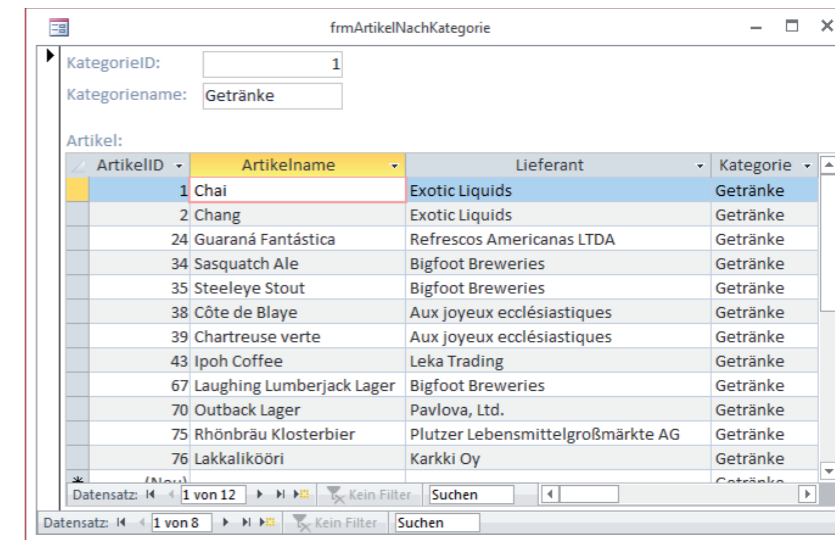 frmArtikelNachKategorie
KategorieID: 1
Kategoriename: Getränke
Artikel:
ArtikelID Artikelname Lieferant Kategorie
1 Chai Exotic Liquids Getränke
2 Chang Exotic Liquids Getränke
24 Guaraná Fantástica Refrescos Americanas LTDA Getränke
34 Sasquatch Ale Bigfoot Breweries Getränke
35 Steeleye Stout Bigfoot Breweries Getränke
38 Côte de Blaye Aux joyeux ecclésiastiques Getränke
39 Chartreuse verte Aux joyeux ecclésiastiques Getränke
43 Ipoh Coffee Leka Trading Getränke
67 Laughing Lumberjack Lager Bigfoot Breweries Getränke
70 Outback Lager Pavlova, Ltd. Getränke
75 Rhönbräu Klosterbier Plutzer Lebensmittelgroßmärkte AG Getränke
76 Lakkalikööri Karkki Oy Getränke
* (Neu) Getränke
Datensatz: 1 von 12 Kein Filter Suchen
Datensatz: 1 von 8 Kein Filter Suchen